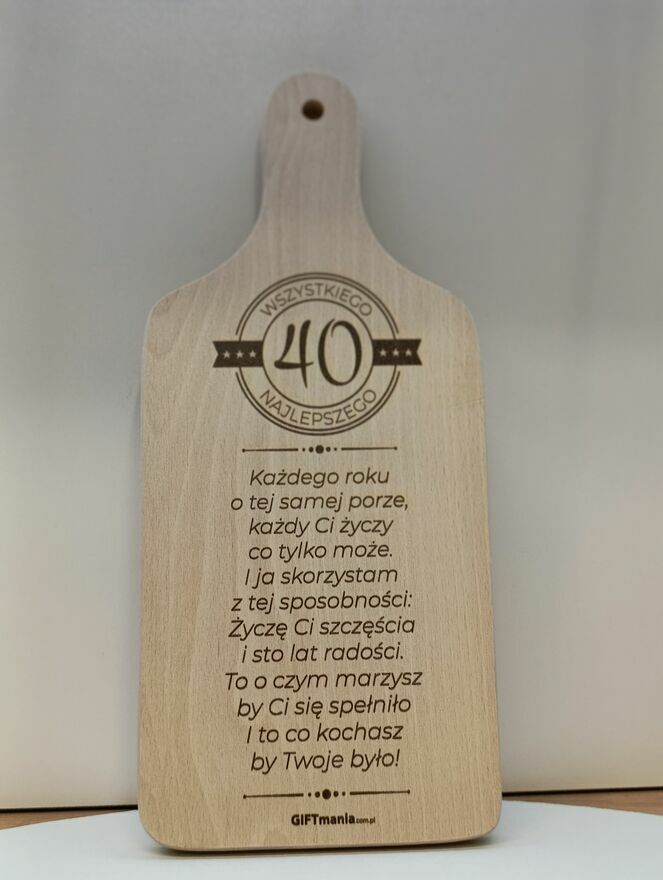 WSZYSTKIEGO
40
NAJLEPSZEGO
Każdego roku
o tej samej porze,
każdy Ci życzy
co tylko może.
I ja skorzystam
z tej sposobności:
Życzę Ci szczęścia
i sto lat radości.
To o czym marzysz
by Ci się spełniło
I to co kochasz
by Twoje było!
GIFTmania.com.pl